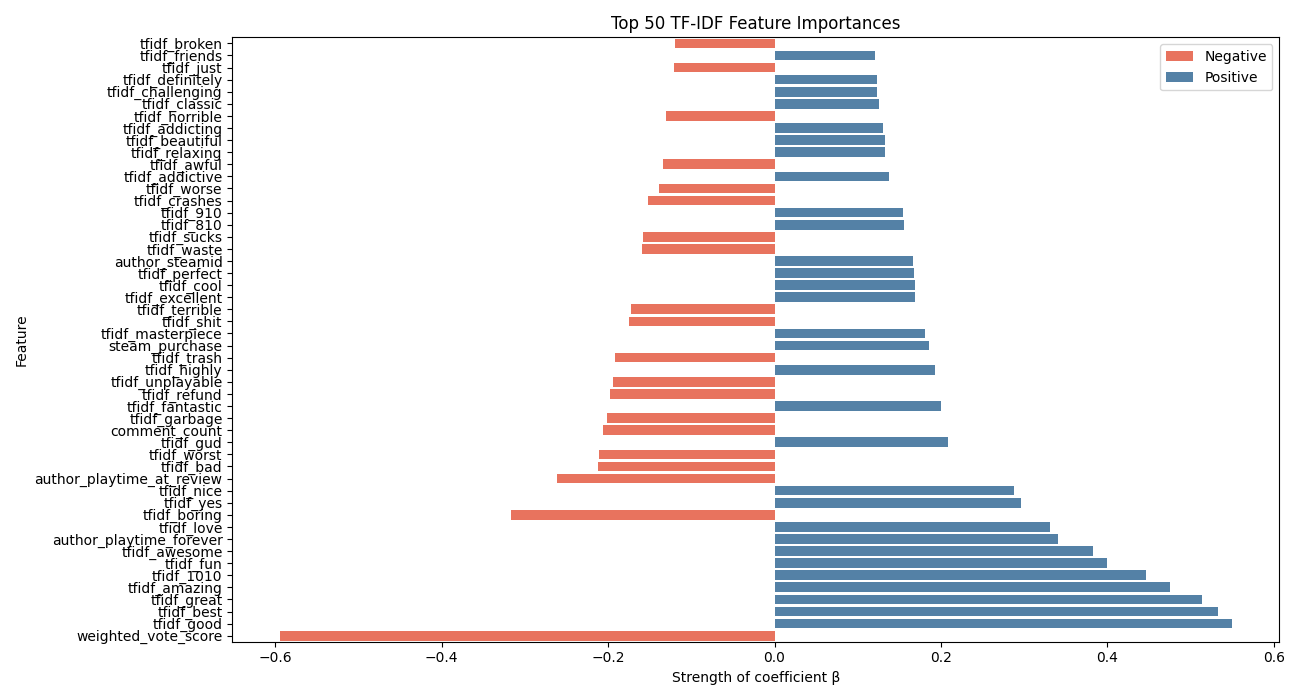 Top 50 TF-IDF Feature Importances
tfidf_broken
tfidf_friends
tfidf_just
tfidf_definitely
tfidf_challenging
tfidf_classic
tfidf_horrible
tfidf_addicting
tfidf_beautiful
tfidf_relaxing
tfidf_awful
tfidf_addictive
tfidf_worse
tfidf_crashes
tfidf_910
tfidf_810
tfidf_sucks
tfidf_waste
author_steamid
tfidf_perfect
tfidf_cool
tfidf_excellent
tfidf_terrible
tfidf_shit
tfidf_masterpiece
steam_purchase
tfidf_trash
tfidf_highly
tfidf_unplayable
tfidf_refund
tfidf_fantastic
tfidf_garbage
comment_count
tfidf_gud
tfidf_worst
tfidf_bad
author_playtime_at_review
tfidf_nice
tfidf_yes
tfidf_boring
tfidf_love
author_playtime_forever
tfidf_awesome
tfidf_fun
tfidf_1010
tfidf_amazing
tfidf_great
tfidf_best
tfidf_good
weighted_vote_score
Feature
Negative
Positive
−0.6 −0.4 −0.2 0.0 0.2 0.4 0.6
Strength of coefficient β